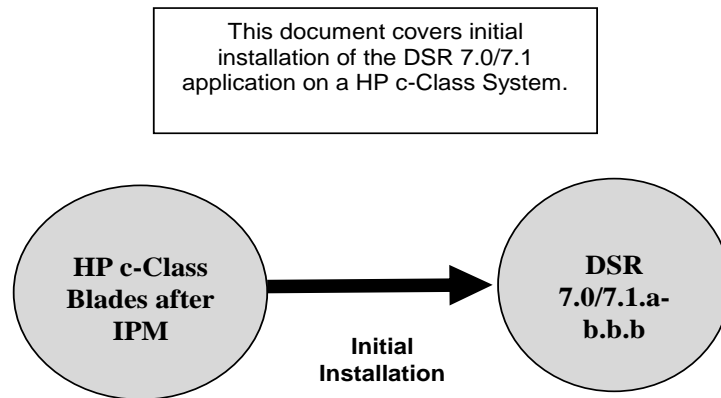 This document covers initial
installation of the DSR 7.0/7.1
application on a HP c-Class System.
HP c-Class
Blades after
IPM
Initial
Installation
DSR
7.0/7.1.a-
b.b.b